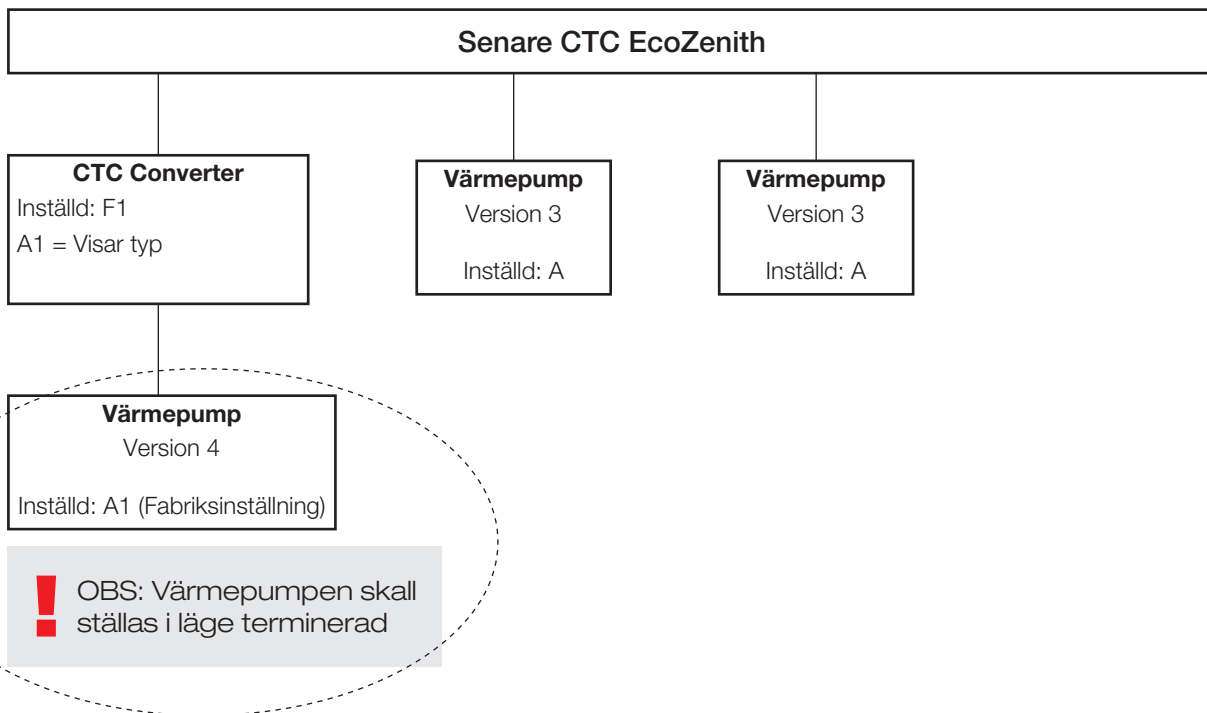 Senare CTC EcoZenith
CTC Converter
Inställd: F1
A1 = Visar typ
Värmepump
Version 3
Inställd: A
Värmepump
Version 3
Inställd: A
Värmepump
Version 4
Inställd: A1 (Fabriksinställning)
! OBS: Värmepumpen skall
ställas i läge terminerad